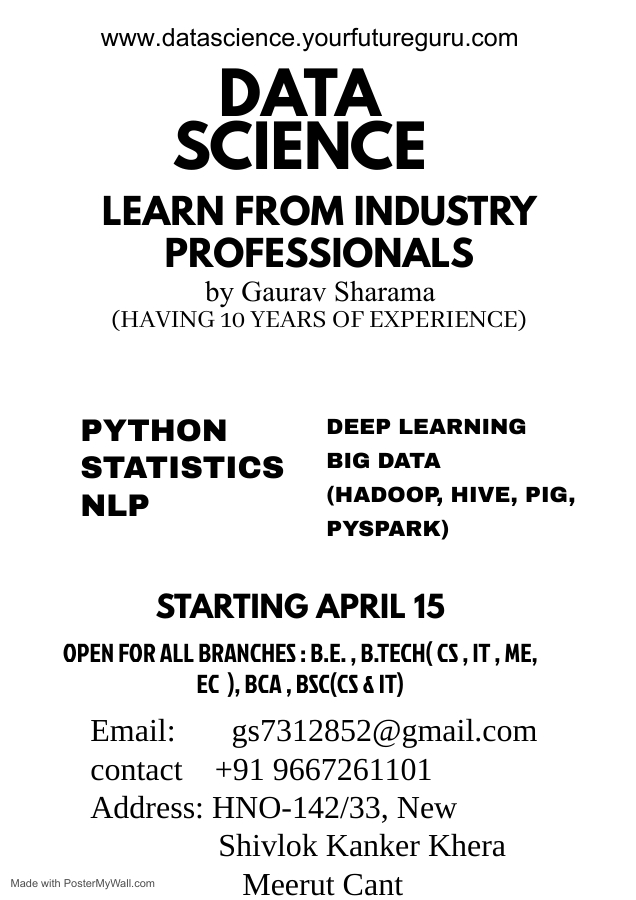 www.datascience.yourfutureguru.com
DATA
SCIENCE
LEARN FROM INDUSTRY
PROFESSIONALS
by Gaurav Sharama
(HAVING 10 YEARS OF EXPERIENCE)
PYTHON
STATISTICS
NLP
DEEP LEARNING
BIG DATA
(HADOOP, HIVE, PIG,
PYSPARK)
STARTING APRIL 15
OPEN FOR ALL BRANCHES : B.E. , B.TECH( CS , IT , ME,
EC ), BCA , BSC(CS & IT)
Email: gs7312852@gmail.com
contact +91 9667261101
Address: HNO-142/33, New
Shivlok Kanker Khera
Meerut Cant
Made with PosterMyWall.com